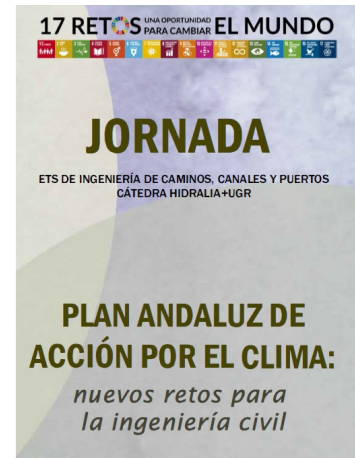 17 RETOS UNA OPORTUNIDAD PARA CAMBIAR EL MUNDO
JORNADA
ETS DE INGENIERÍA DE CAMINOS, CANALES Y PUERTOS
CÁTEDRA HIDRALIA+UGR
PLAN ANDALUZ DE
ACCIÓN POR EL CLIMA:
nuevos retos para
la ingeniería civil